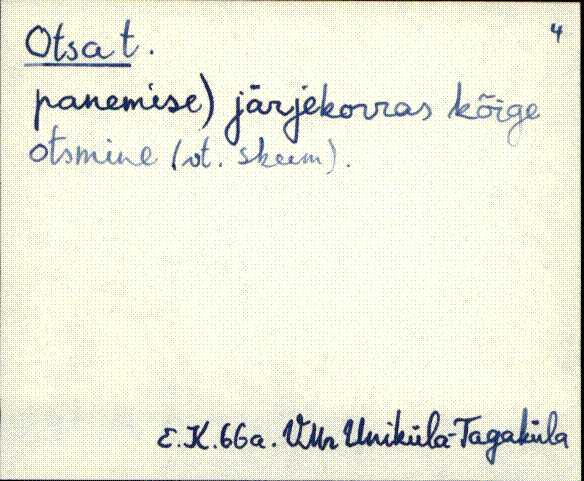 4
Otsa t.
panemise) järjekorras kõige
otsmine (vt. skeem).
E.K.66a. VMr Uniküla-Tagaküla